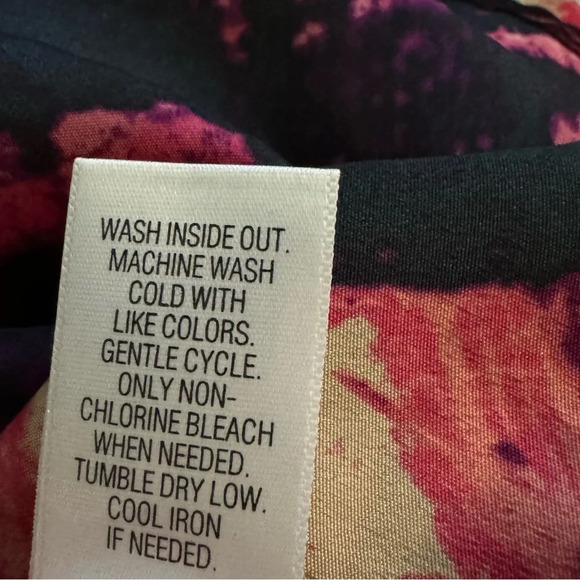 WASH INSIDE OUT.
MACHINE WASH
COLD WITH
LIKE COLORS.
GENTLE CYCLE.
ONLY NON-
CHLORINE BLEACH
WHEN NEEDED.
TUMBLE DRY LOW.
COOL IRON
IF NEEDED.